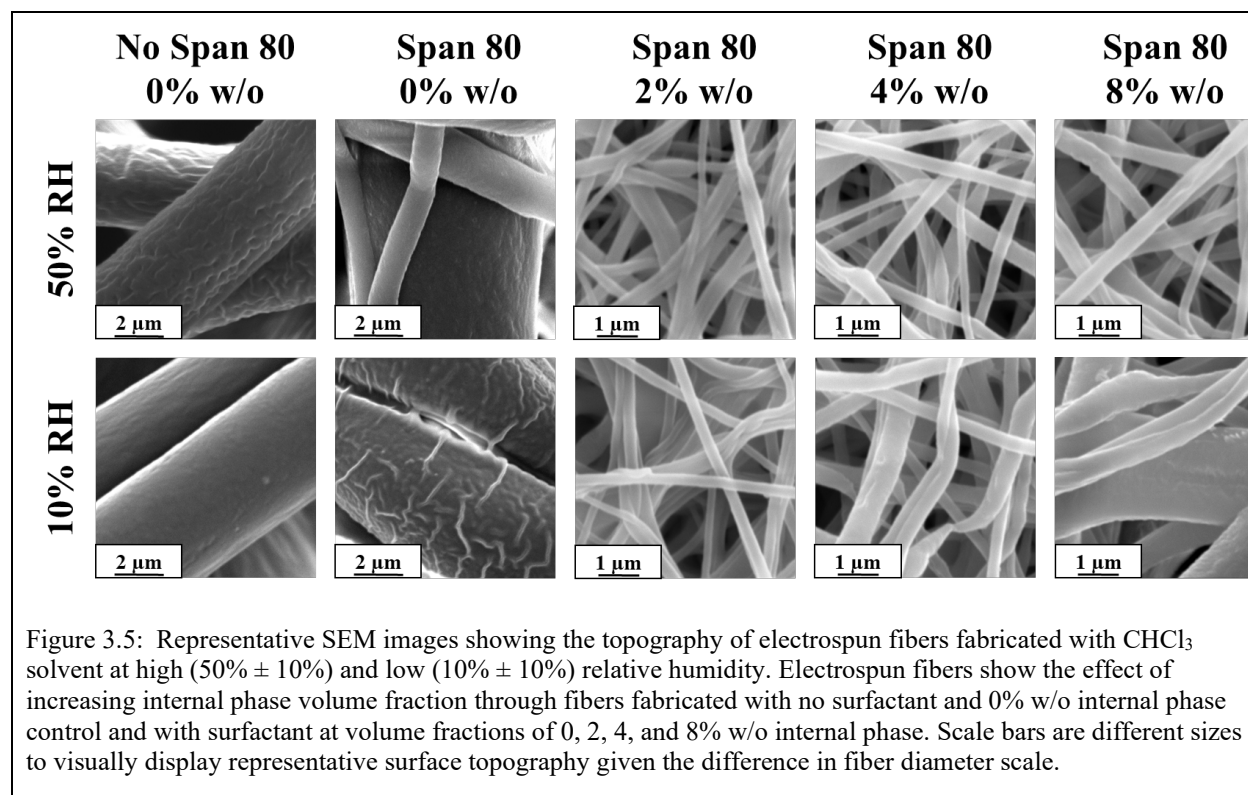 No Span 80
0% w/o
Span 80
0% w/o
Span 80
2% w/o
Span 80
4% w/o
Span 80
8% w/o
50% RH
2 µm
2 µm
1 µm
1 µm
1 µm
10% RH
2 µm
2 µm
1 µm
1 µm
1 µm
Figure 3.5:  Representative SEM images showing the topography of electrospun fibers fabricated with CHCl₃
solvent at high (50% ± 10%) and low (10% ± 10%) relative humidity. Electrospun fibers show the effect of
increasing internal phase volume fraction through fibers fabricated with no surfactant and 0% w/o internal phase
control and with surfactant at volume fractions of 0, 2, 4, and 8% w/o internal phase. Scale bars are different sizes
to visually display representative surface topography given the difference in fiber diameter scale.